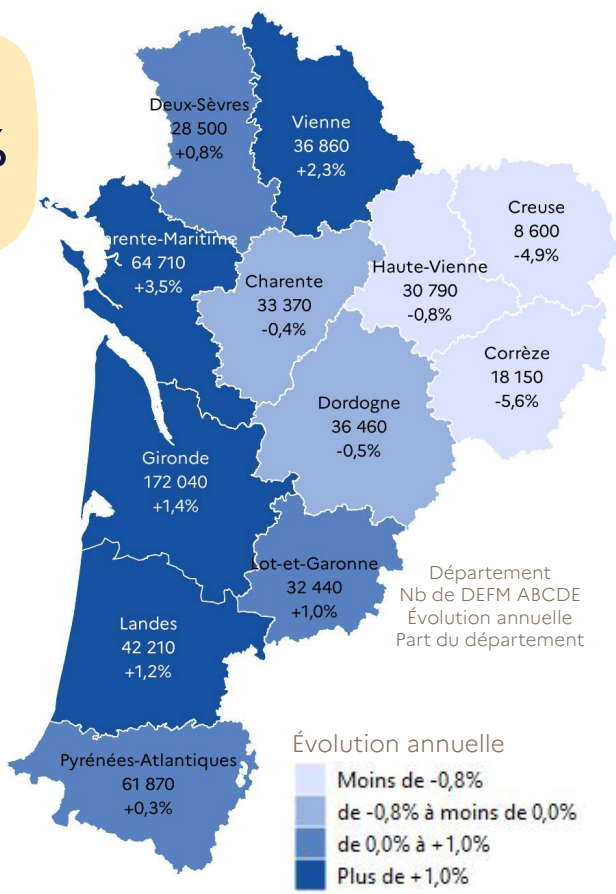 %
Deux-Sèvres
28 500
+0,8%
Vienne
36 860
+2,3%
Creuse
8 600
-4,9%
arente-Maritime
64 710
+3,5%
Charente
33 370
-0,4%
Haute-Vienne
30 790
-0,8%
Corrèze
18 150
-5,6%
Dordogne
36 460
-0,5%
Gironde
172 040
+1,4%
Lot-et-Garonne
32 440
+1,0%
Département
Nb de DEFM ABCDE
Évolution annuelle
Part du département
Landes
42 210
+1,2%
Pyrénées-Atlantiques
61 870
+0,3%
Évolution annuelle
Moins de -0,8%
de -0,8% à moins de 0,0%
de 0,0% à +1,0%
Plus de +1,0%